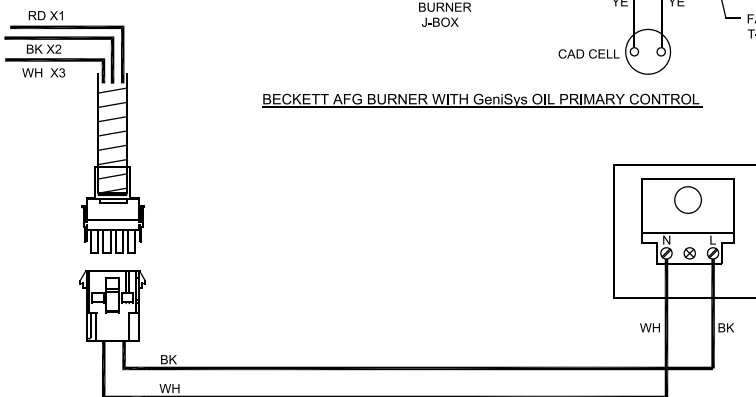 RD X1
BK X2
WH X3
BURNER
J-BOX
YE
YE
CAD CELL
BECKETT AFG BURNER WITH GeniSys OIL PRIMARY CONTROL
N
L
WH
BK
BK
WH